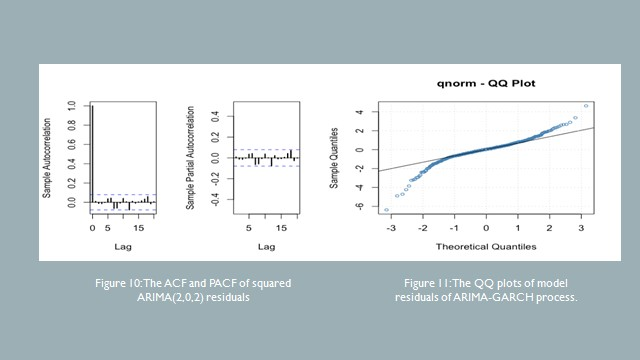 Sample Autocorrelation
0.0 0.2 0.4 0.6 0.8 1.0
0 5 15
Lag
Sample Partial Autocorrelation
-0.4 -0.2 0.0 0.2 0.4
5 15
Lag
qnorm - QQ Plot
Sample Quantiles
-6 -4 -2 0 2 4
-3 -2 -1 0 1 2 3
Theoretical Quantiles
Figure 10:The ACF and PACF of squared
ARIMA(2,0,2) residuals
Figure 11:The QQ plots of model
residuals of ARIMA-GARCH process.